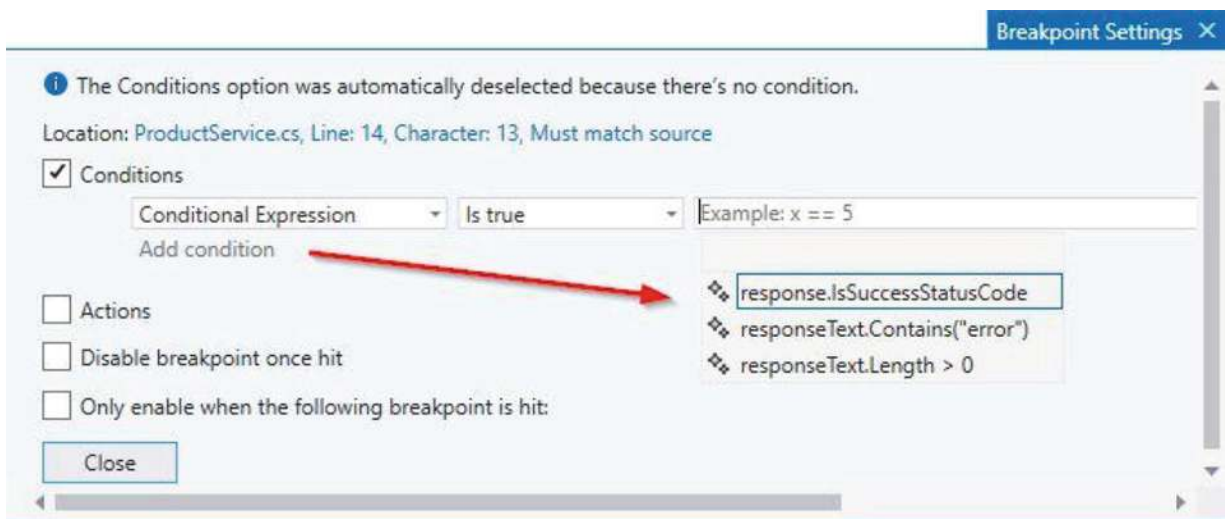 Breakpoint Settings
The Conditions option was automatically deselected because there's no condition.
Location: ProductService.cs, Line: 14, Character: 13, Must match source
Conditions
Conditional Expression Is true Example: x == 5
Add condition
response.IsSuccessStatusCode
Actions
responseText.Contains("error")
Disable breakpoint once hit
responseText.Length > 0
Only enable when the following breakpoint is hit:
Close